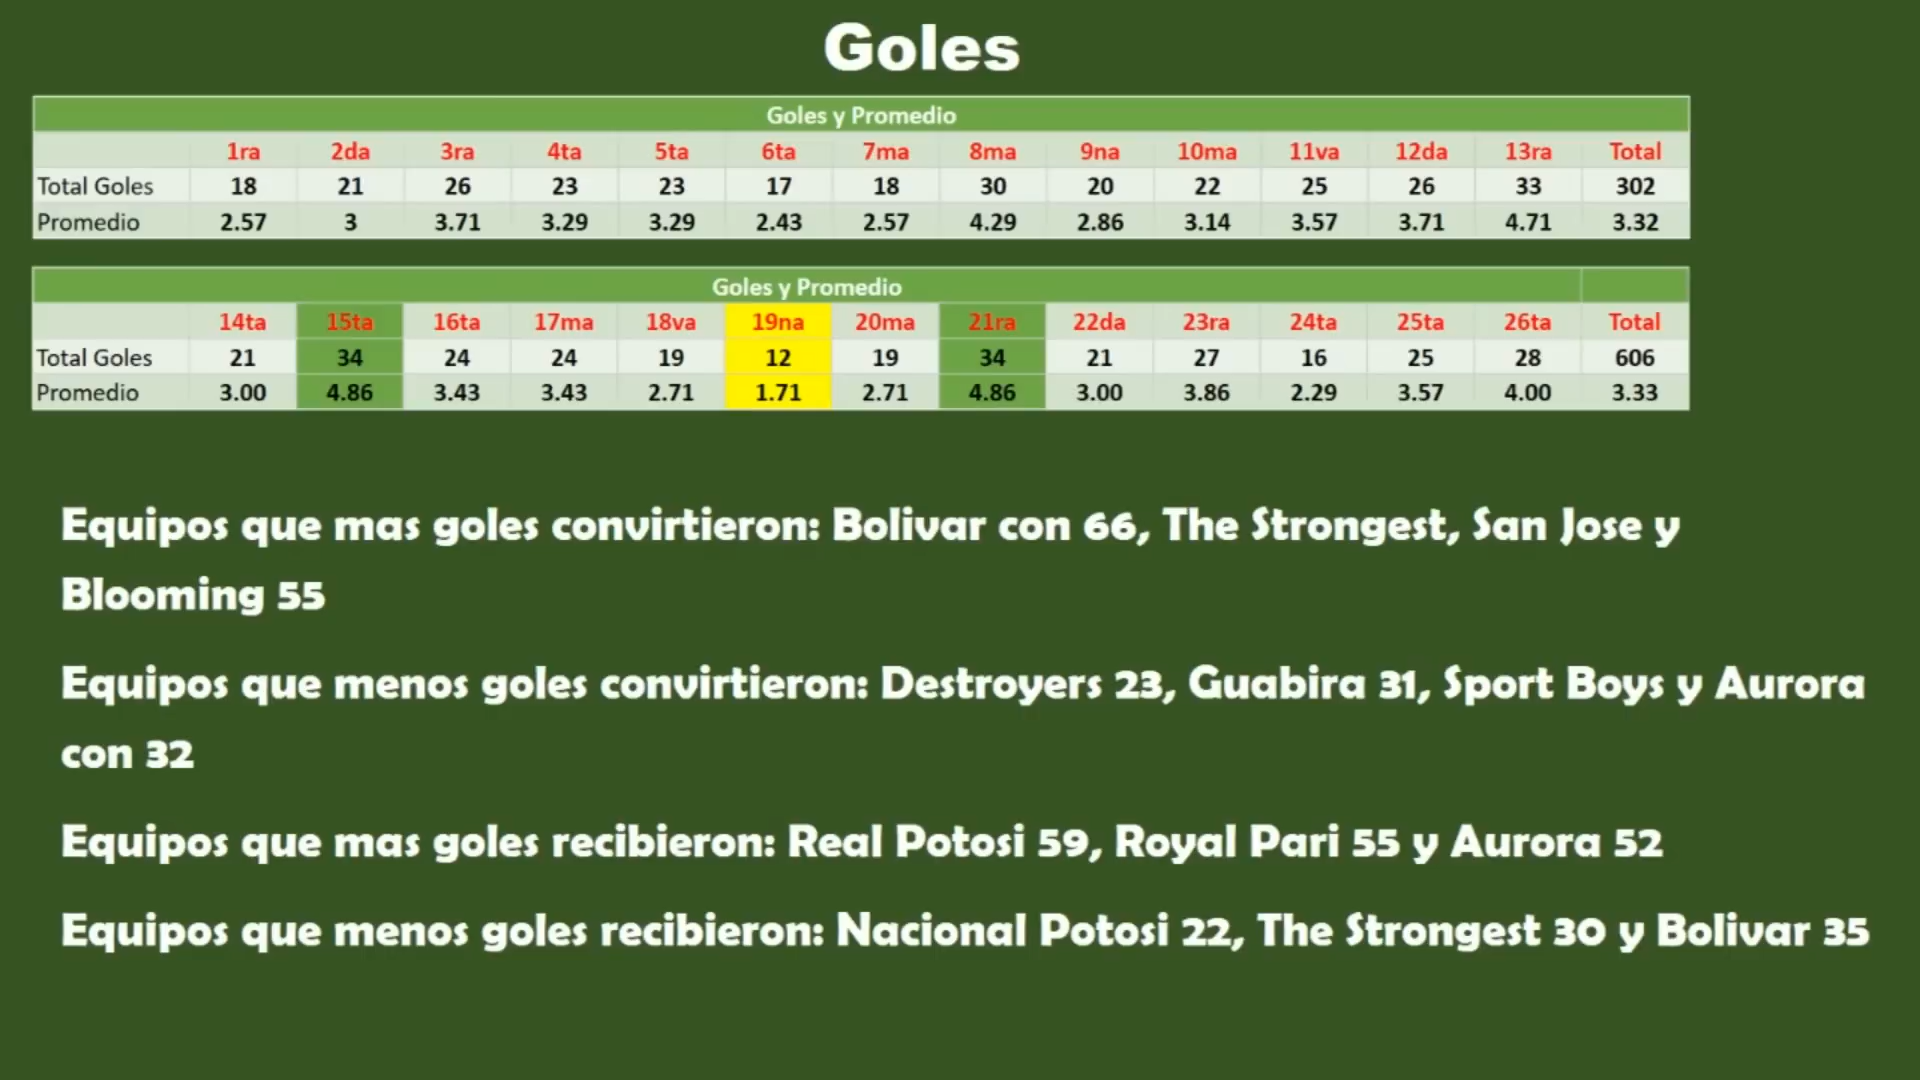 Goles
Goles y Promedio
1ra 2da 3ra 4ta 5ta 6ta 7ma 8ma 9na 10ma 11va 12da 13ra Total
Total Goles 18 21 26 23 23 17 18 30 20 22 25 26 33 302
Promedio 2.57 3 3.71 3.29 3.29 2.43 2.57 4.29 2.86 3.14 3.57 3.71 4.71 3.32
Goles y Promedio
14ta 15ta 16ta 17ma 18va 19na 20ma 21ra 22da 23ra 24ta 25ta 26ta Total
Total Goles 21 34 24 24 19 12 19 34 21 27 16 25 28 606
Promedio 3.00 4.86 3.43 3.43 2.71 1.71 2.71 4.86 3.00 3.86 2.29 3.57 4.00 3.33
Equipos que mas goles convirtieron: Bolivar con 66, The Strongest, San Jose y
Blooming 55
Equipos que menos goles convirtieron: Destroyers 23, Guabira 31, Sport Boys y Aurora
con 32
Equipos que mas goles recibieron: Real Potosi 59, Royal Pari 55 y Aurora 52
Equipos que menos goles recibieron: Nacional Potosi 22, The Strongest 30 y Bolivar 35